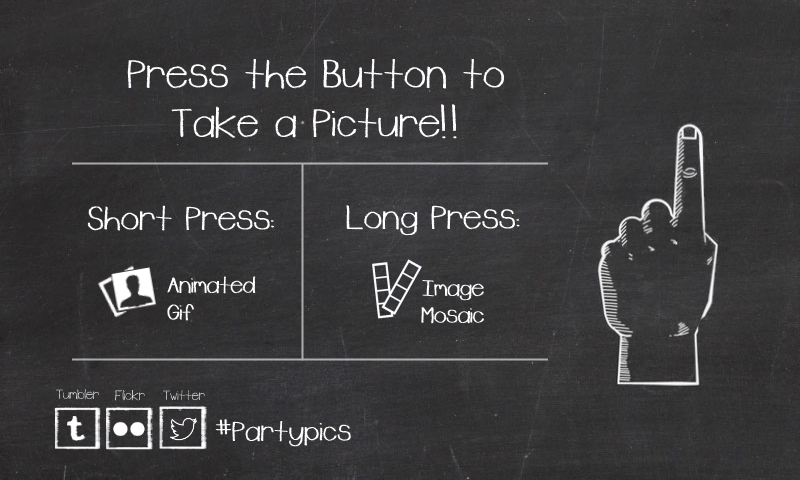 Press the Button to
Take a Picture!!
Short Press:
Long Press:
Animated
Gif
Image
Mosaic
Tumbler Flickr Twitter
t
#Partypics